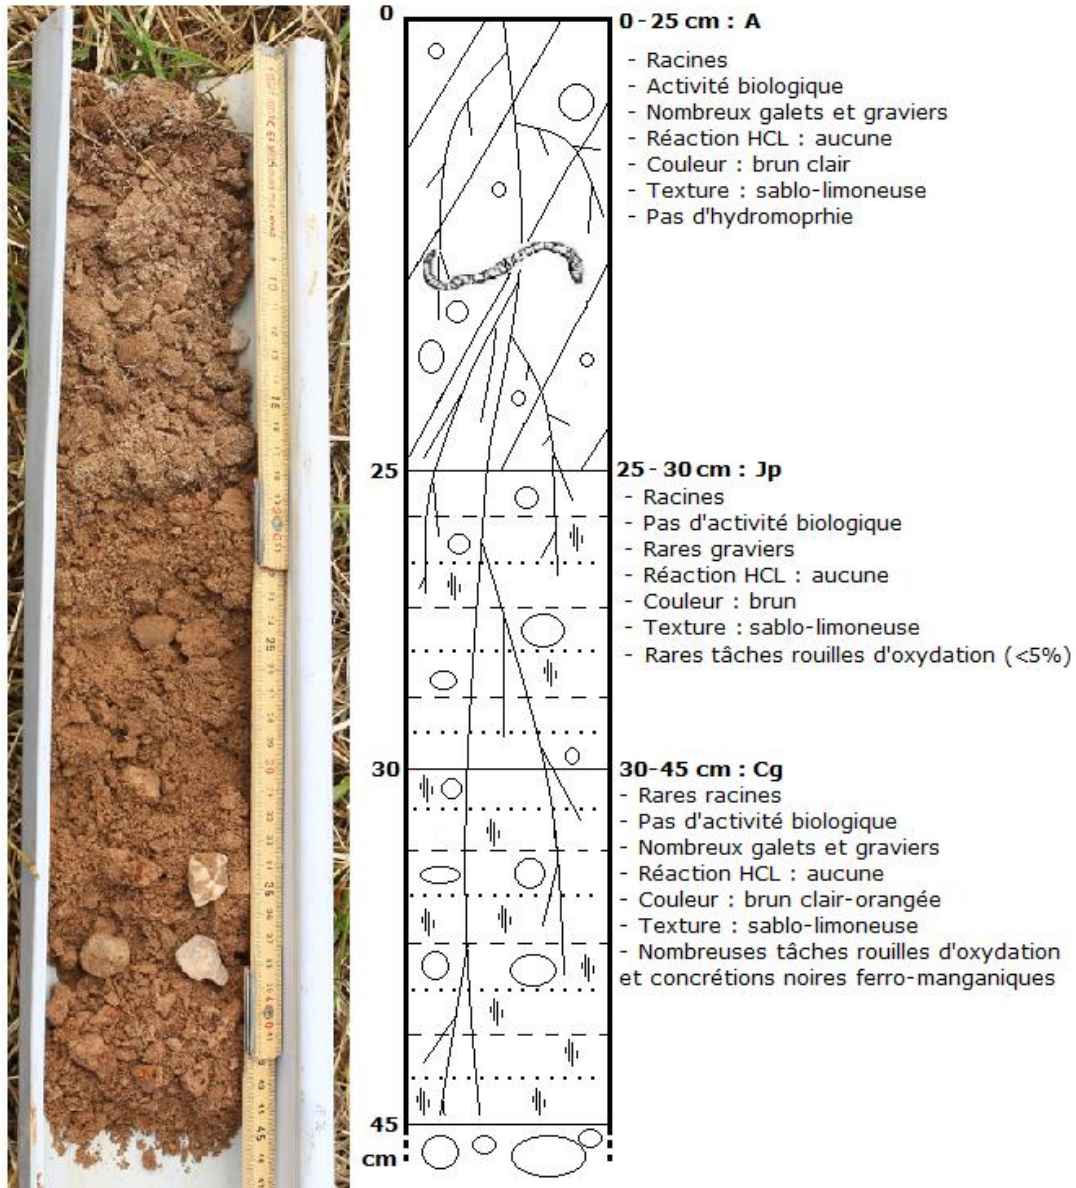 0
0-25 cm : A
- Racines
- Activité biologique
- Nombreux galets et graviers
- Réaction HCL : aucune
- Couleur : brun clair
- Texture : sablo-limoneuse
- Pas d'hydromoprhie
25
25-30 cm : Jp
- Racines
- Pas d'activité biologique
- Rares graviers
- Réaction HCL : aucune
- Couleur : brun
- Texture : sablo-limoneuse
- Rares tâches rouilles d'oxydation (<5%)
30
30-45 cm : Cg
- Rares racines
- Pas d'activité biologique
- Nombreux galets et graviers
- Réaction HCL : aucune
- Couleur : brun clair-orangée
- Texture : sablo-limoneuse
- Nombreuses tâches rouilles d'oxydation
et concrétions noires ferro-manganiques
45
cm